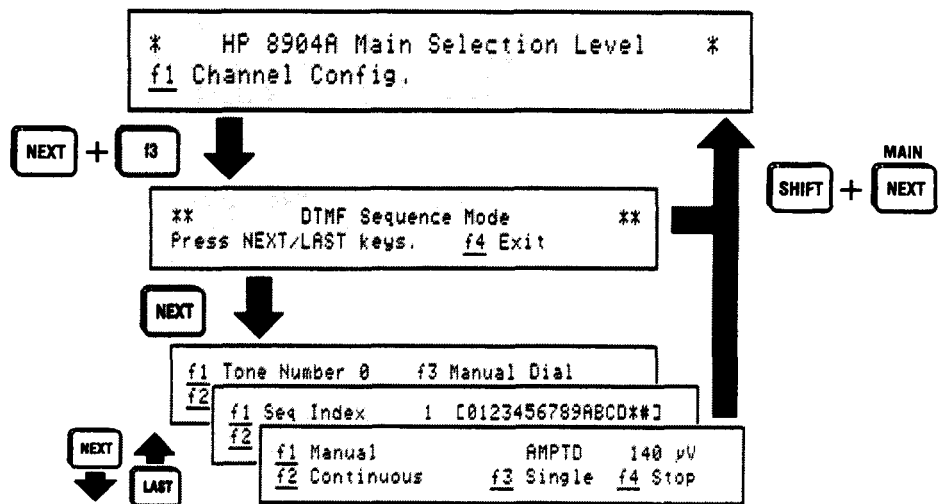 * HP 8904A Main Selection Level *
f1 Channel Config.
NEXT + f3
MAIN
SHIFT + NEXT
** DTMF Sequence Mode **
Press NEXT/LAST keys. f4 Exit
NEXT
f1 Tone Number 0 f3 Manual Dial
f2
f1 Seq Index 1 [0123456789ABCD*#]
f2
NEXT
LAST
f1 Manual AMPTD 140 µV
f2 Continuous f3 Single f4 Stop